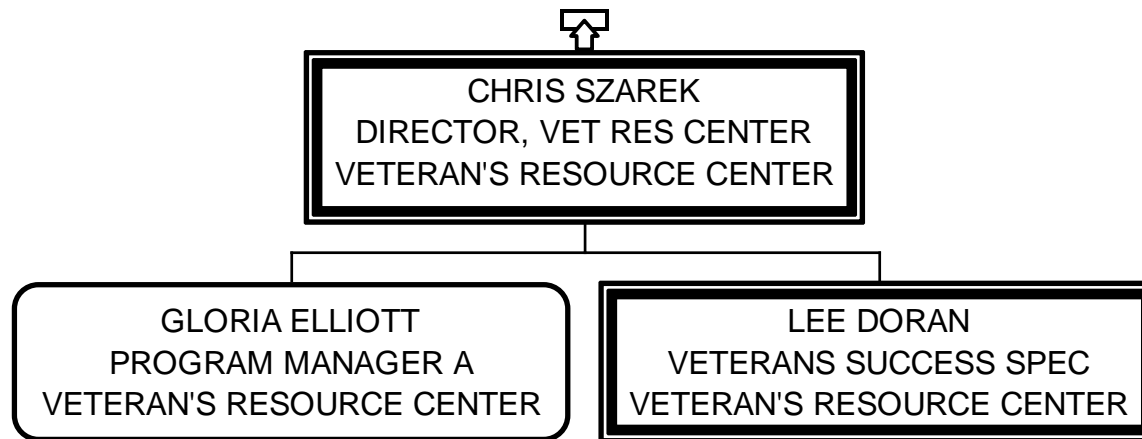 CHRIS SZAREK
DIRECTOR, VET RES CENTER
VETERAN'S RESOURCE CENTER
GLORIA ELLIOTT
PROGRAM MANAGER A
VETERAN'S RESOURCE CENTER
LEE DORAN
VETERANS SUCCESS SPEC
VETERAN'S RESOURCE CENTER